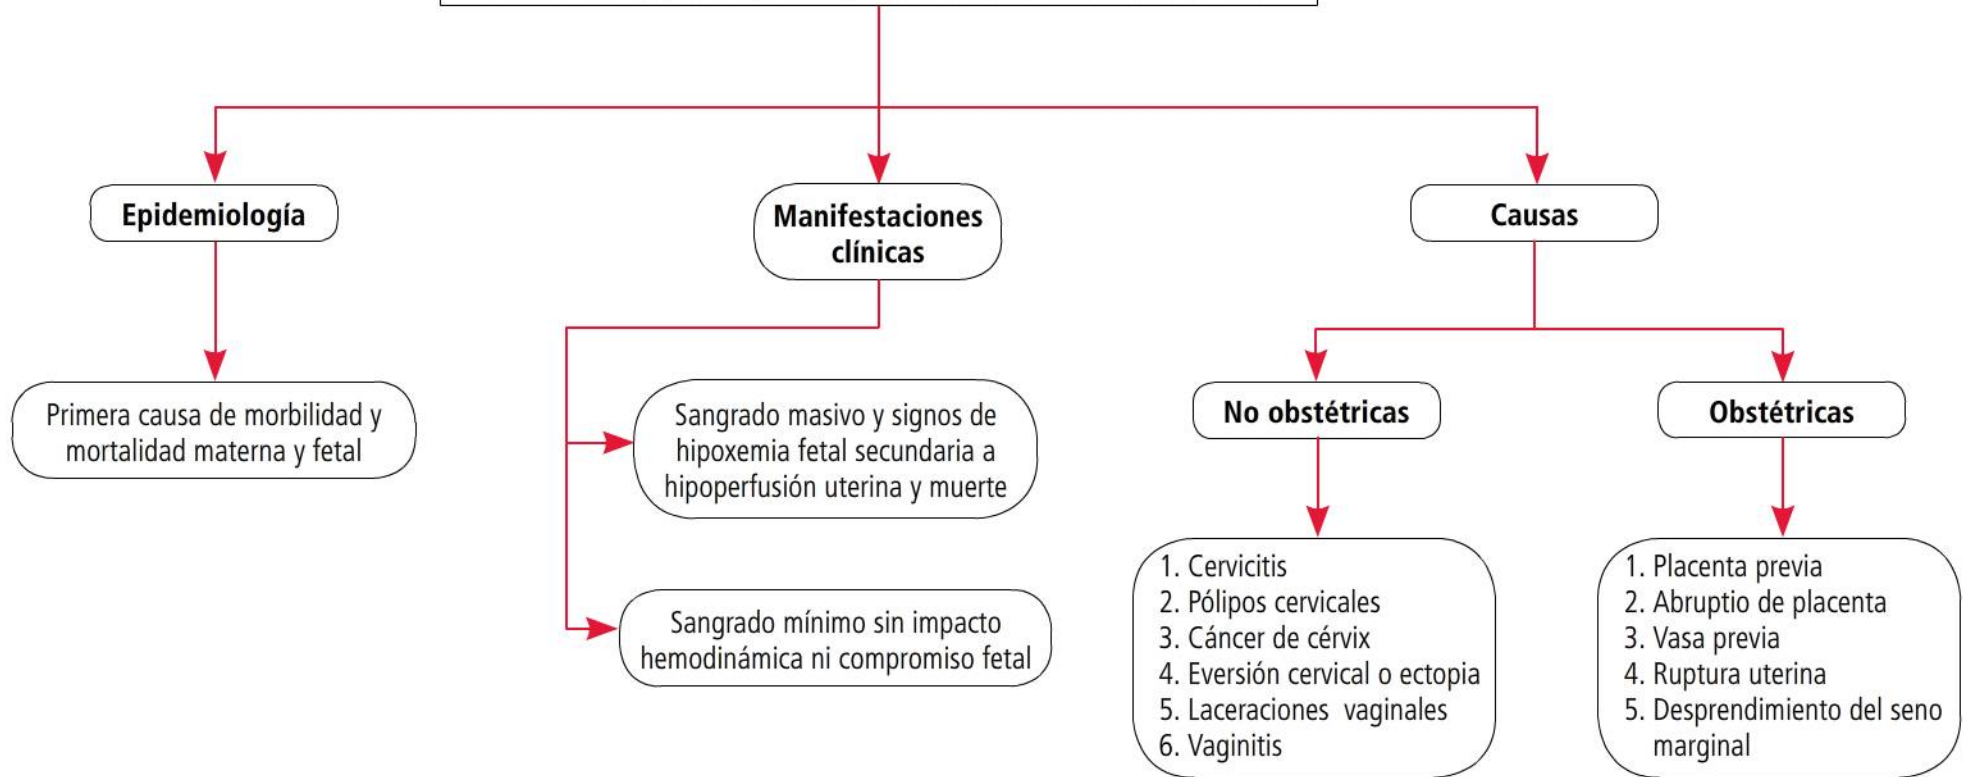 Epidemiología
Primera causa de morbilidad y
mortalidad materna y fetal
Manifestaciones
clínicas
Sangrado masivo y signos de
hipoxemia fetal secundaria a
hipoperfusión uterina y muerte
Sangrado mínimo sin impacto
hemodinámica ni compromiso fetal
Causas
No obstétricas
1. Cervicitis
2. Pólipos cervicales
3. Cáncer de cérvix
4. Eversión cervical o ectopia
5. Laceraciones vaginales
6. Vaginitis
Obstétricas
1. Placenta previa
2. Abruptio de placenta
3. Vasa previa
4. Ruptura uterina
5. Desprendimiento del seno
marginal